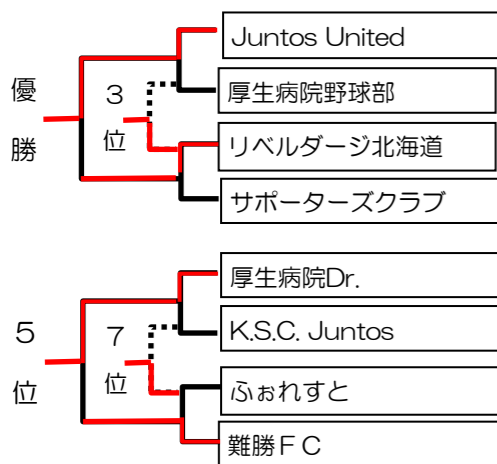 優勝
3位
Juntos United
厚生病院野球部
リベルダージ北海道
サポーターズクラブ
5位
7位
厚生病院Dr.
K.S.C. Juntos
ふぉれすと
難勝ＦＣ